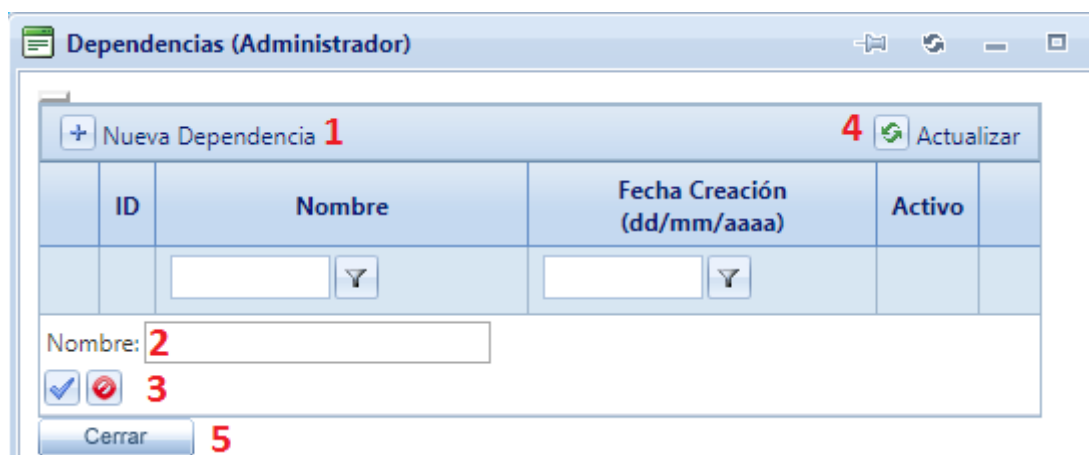 Dependencias (Administrador)
Nueva Dependencia 1 4 Actualizar
ID Nombre Fecha Creación (dd/mm/aaaa) Activo
Nombre: 2
3
Cerrar 5